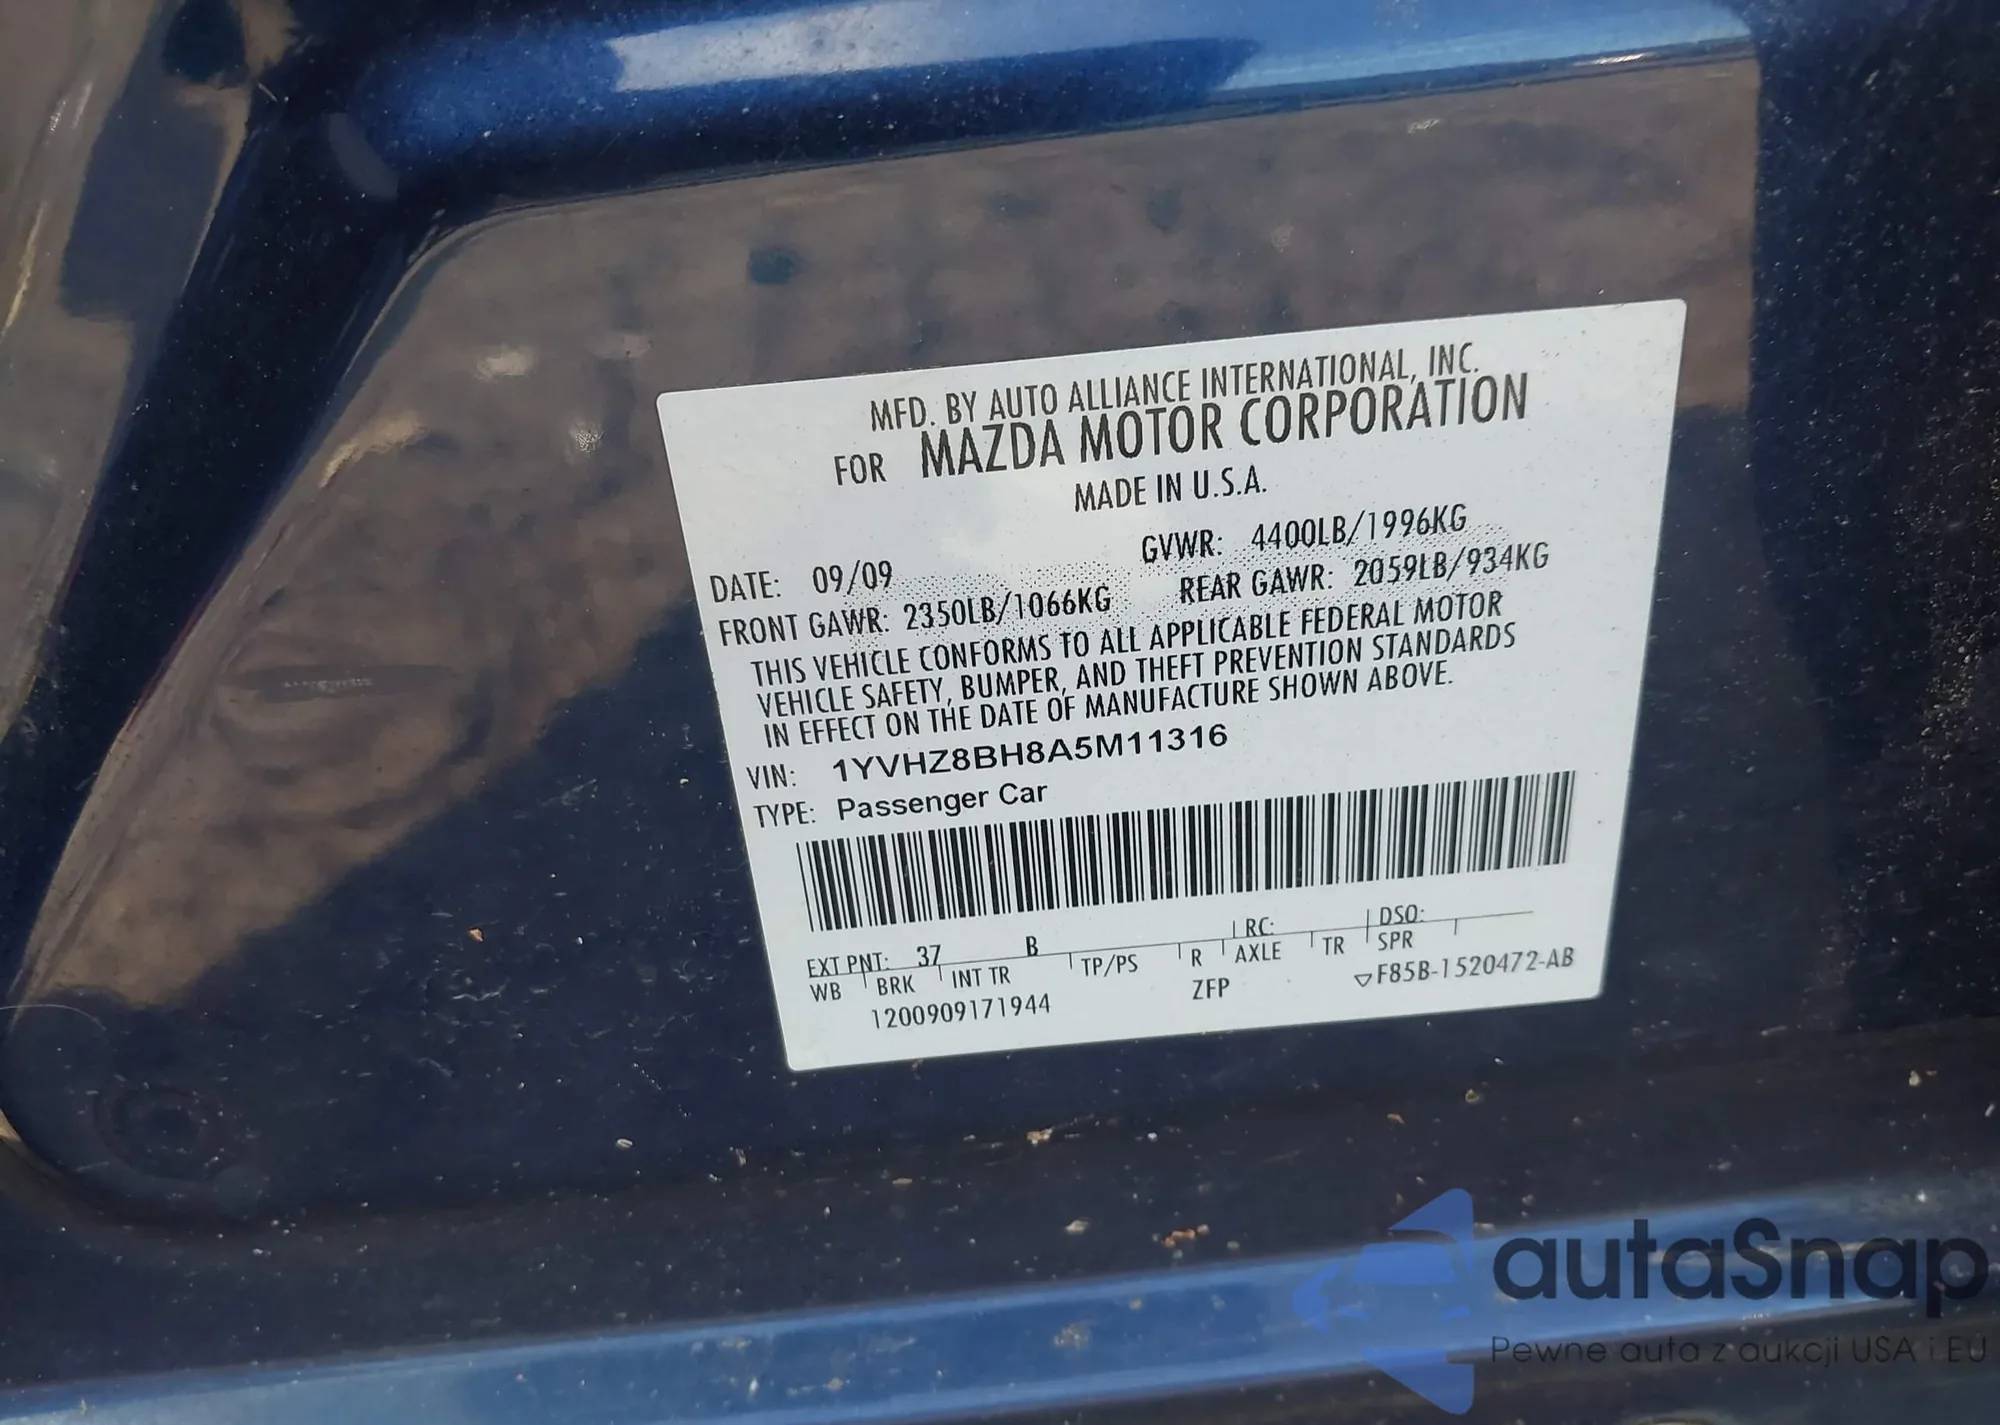 MFD. BY AUTO ALLIANCE INTERNATIONAL, INC.
FOR MAZDA MOTOR CORPORATION
MADE IN U.S.A.
DATE: 09/09 GVWR: 4400LB/1996KG
FRONT GAWR: 2350LB/1066KG REAR GAWR: 2059LB/934KG
THIS VEHICLE CONFORMS TO ALL APPLICABLE FEDERAL MOTOR
VEHICLE SAFETY, BUMPER, AND THEFT PREVENTION STANDARDS
IN EFFECT ON THE DATE OF MANUFACTURE SHOWN ABOVE.
VIN: 1YVHZ8BH8A5M11316
TYPE: Passenger Car
EXT PNT: 37 B RC: DSO:
WB BRK INT TR TP/PS R AXLE TR SPR
1200909171944 ZFP ▽F85B-1520472-AB
autaSnap
Pewne auta z aukcji USA i EU